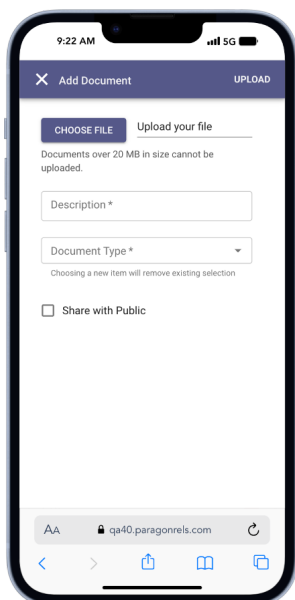 9:22 AM 5G
Add Document UPLOAD
CHOOSE FILE Upload your file
Documents over 20 MB in size cannot be
uploaded.
Description *
Document Type *
Choosing a new item will remove existing selection
Share with Public
AA qa40.paragonrels.com